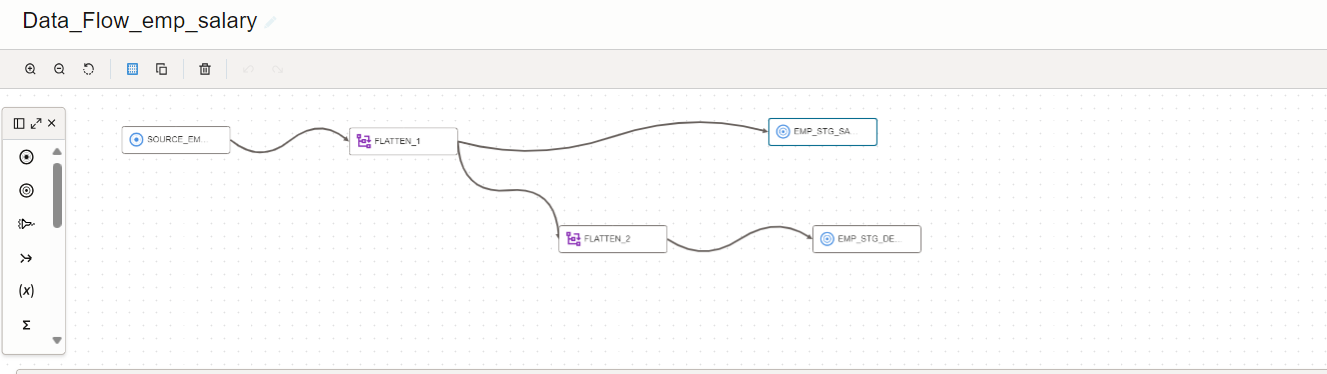 Data_Flow_emp_salary
SOURCE_EM...
FLATTEN_1
EMP_STG_SA...
FLATTEN_2
EMP_STG_DE...
(x)
Σ